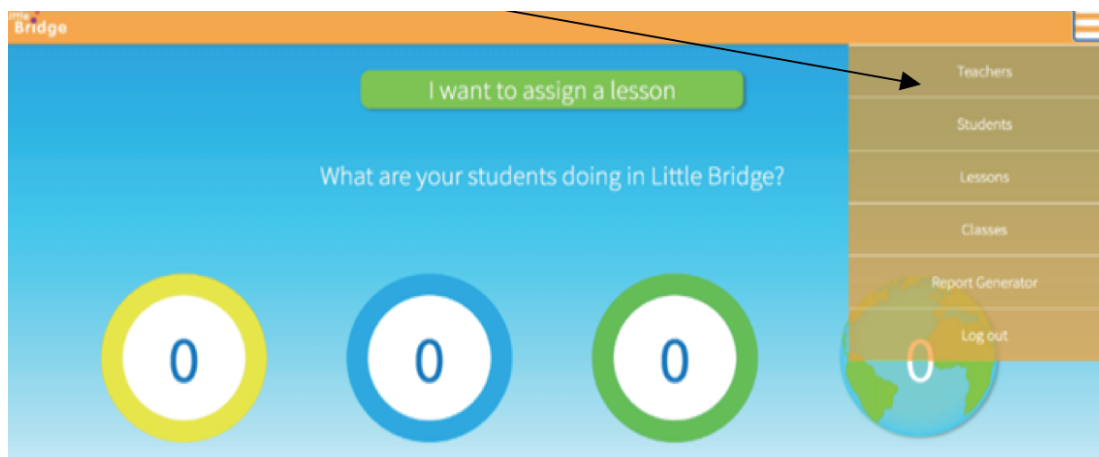 Little
Bridge
I want to assign a lesson
What are your students doing in Little Bridge?
Teachers
Students
Lessons
Classes
Report Generator
Log out
0
0
0
0